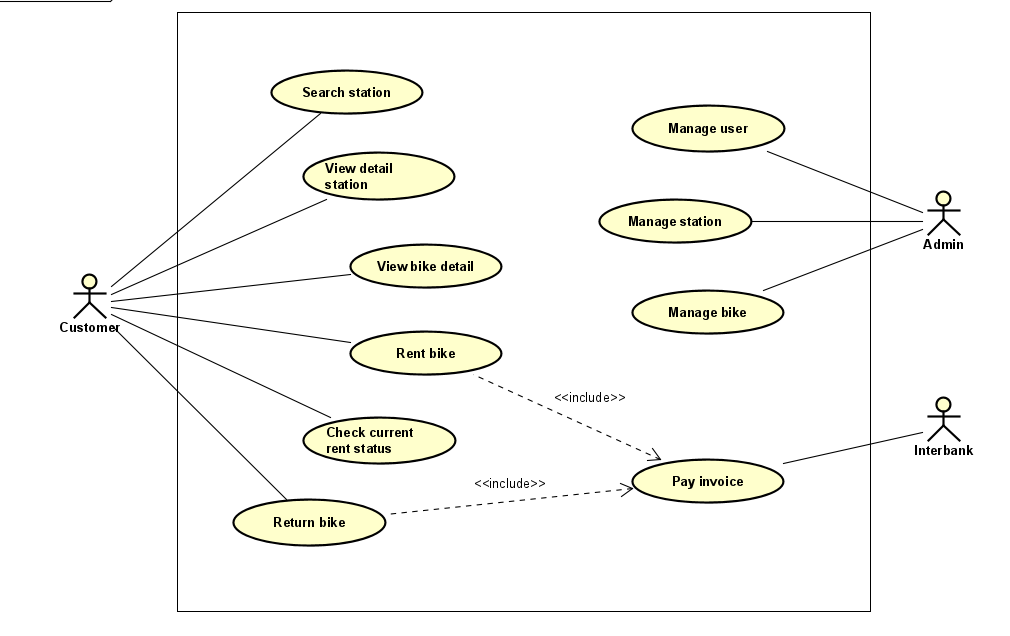 Search station
Manage user
View detail
station
Manage station
Admin
View bike detail
Manage bike
Customer
Rent bike
<<include>>
Check current
rent status
Interbank
Pay invoice
<<include>>
Return bike